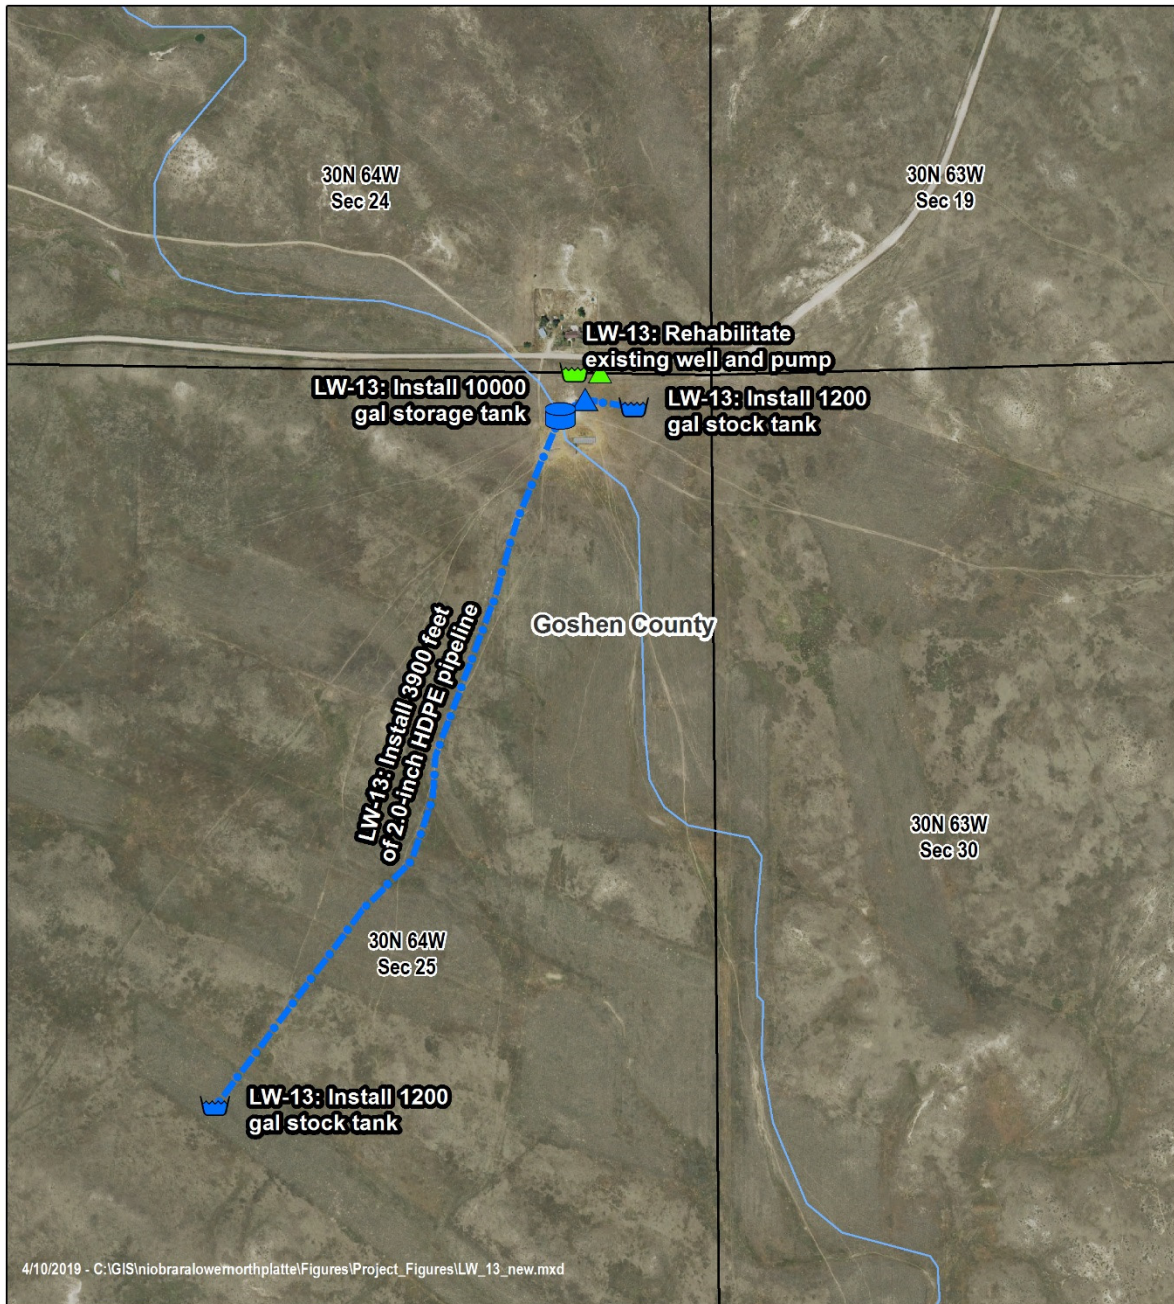 30N 64W
Sec 24
30N 63W
Sec 19
LW-13: Rehabilitate
existing well and pump
LW-13: Install 10000
gal storage tank
LW-13: Install 1200
gal stock tank
Goshen County
LW-13: Install 3900 feet
of 2.0-inch HDPE pipeline
30N 63W
Sec 30
30N 64W
Sec 25
LW-13: Install 1200
gal stock tank
4/10/2019 - C:\GIS\niobraralowernorthplatte\Figures\Project_Figures\LW_13_new.mxd